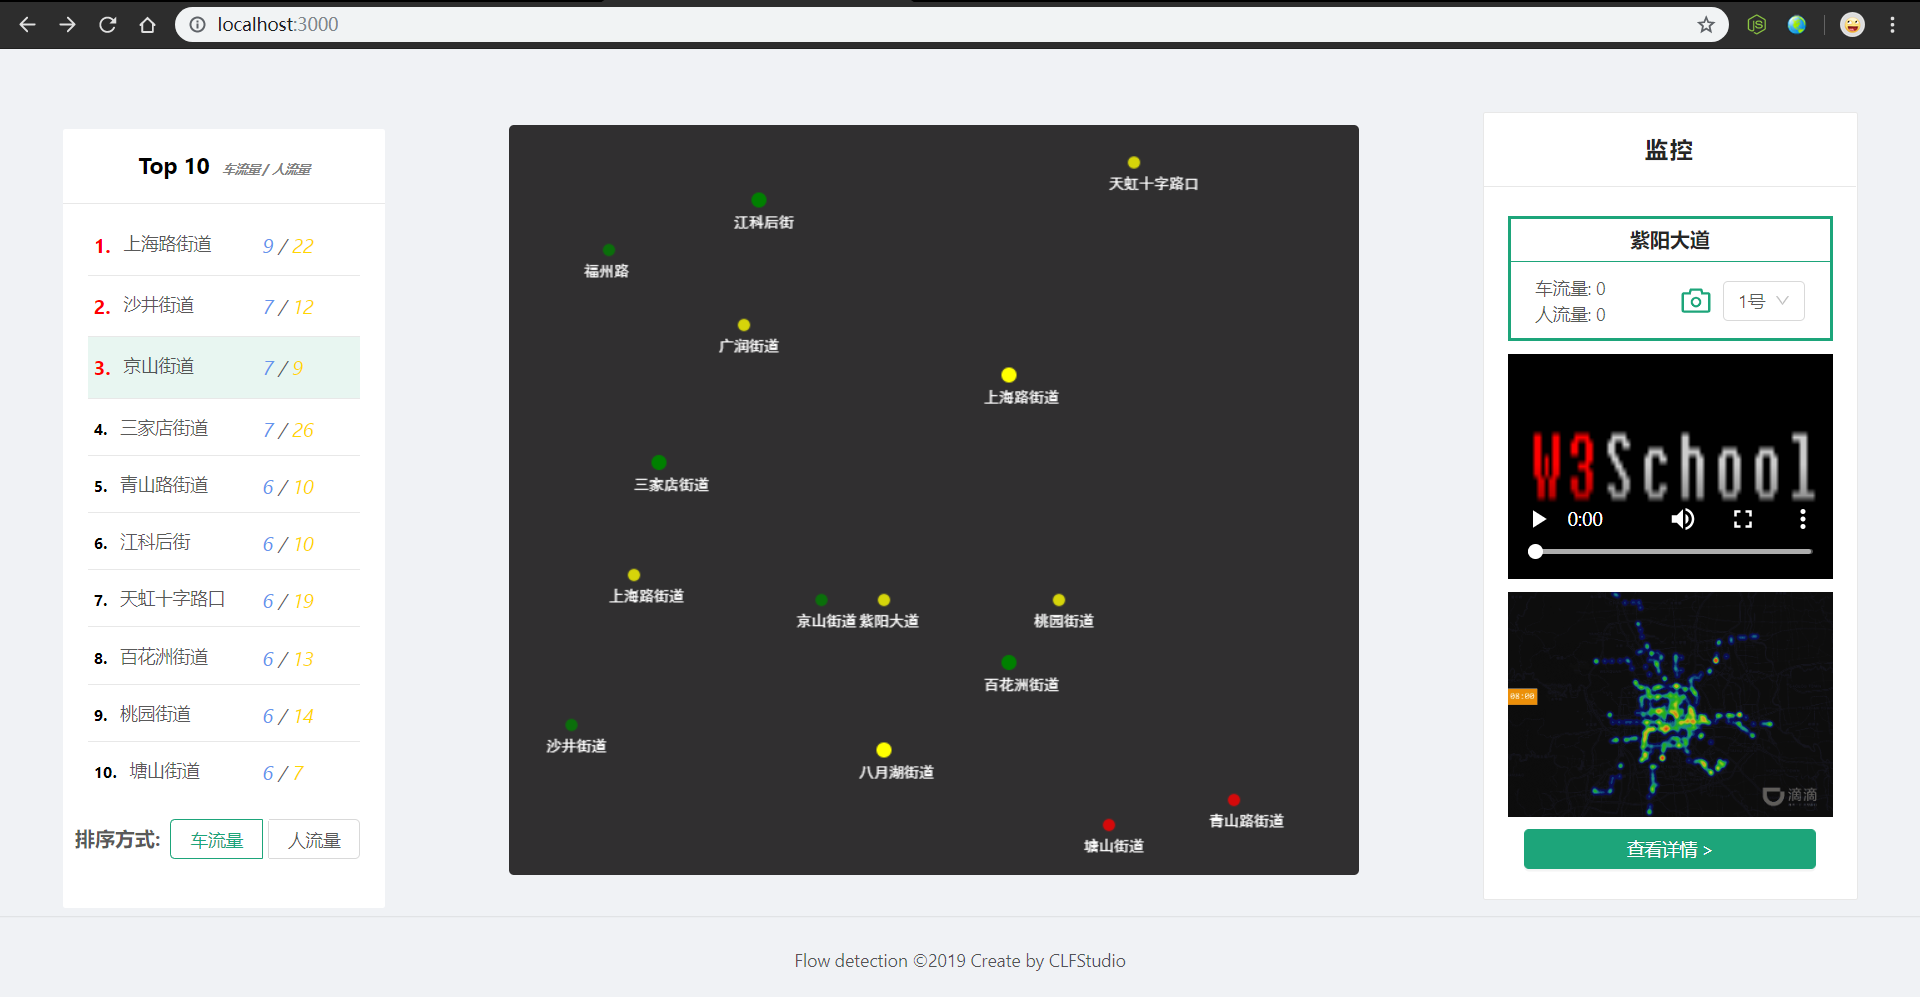 localhost:3000
Top 10 车流量 / 人流量
1. 上海路街道 9 / 22
2. 沙井街道 7 / 12
3. 京山街道 7 / 9
4. 三家店街道 7 / 26
5. 青山路街道 6 / 10
6. 江科后街 6 / 10
7. 天虹十字路口 6 / 19
8. 百花洲街道 6 / 13
9. 桃园街道 6 / 14
10. 塘山街道 6 / 7
排序方式: 车流量 人流量
天虹十字路口
江科后街
福州路
广润街道
上海路街道
三家店街道
上海路街道
京山街道 紫阳大道 桃园街道
百花洲街道
沙井街道
八月湖街道
青山路街道
塘山街道
监控
紫阳大道
车流量: 0
人流量: 0
1号
W3School
0:00
08:00
滴滴
查看详情 >
Flow detection ©2019 Create by CLFStudio